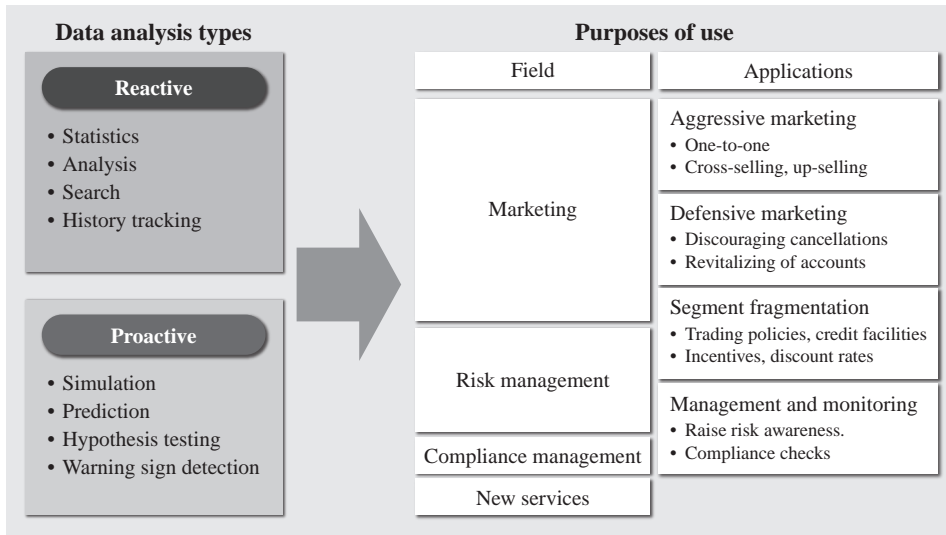 Data analysis types
Reactive
• Statistics
• Analysis
• Search
• History tracking
Proactive
• Simulation
• Prediction
• Hypothesis testing
• Warning sign detection
Purposes of use
Field
Applications
Marketing
Risk management
Compliance management
New services
Aggressive marketing
• One-to-one
• Cross-selling, up-selling
Defensive marketing
• Discouraging cancellations
• Revitalizing of accounts
Segment fragmentation
• Trading policies, credit facilities
• Incentives, discount rates
Management and monitoring
• Raise risk awareness.
• Compliance checks